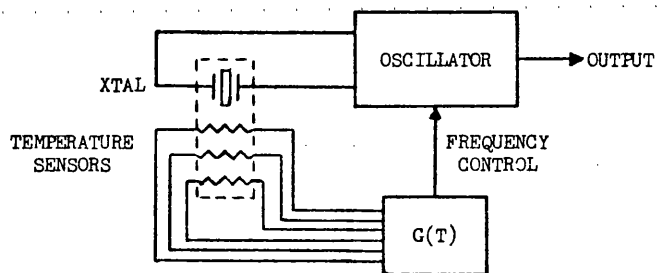 OSCILLATOR
OUTPUT
XTAL
TEMPERATURE
SENSORS
FREQUENCY
CONTROL
G(T)